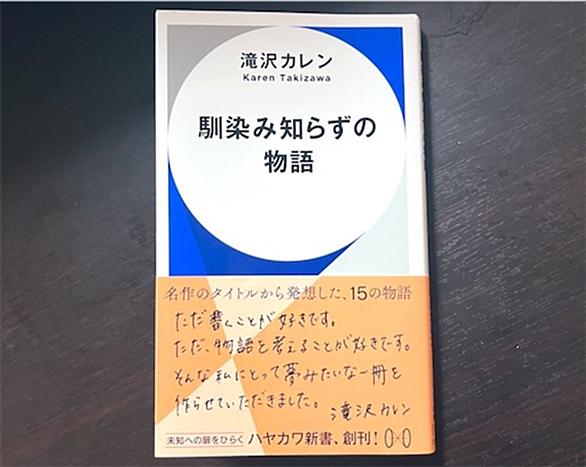 滝沢カレン
Karen Takizawa
馴染み知らずの
物語
名作のタイトルから発想した、15の物語
ただ書くことが好きです。
ただ、物語を考えることが好きです。
そんな私にとって夢みたいな一冊を
作らせていただきました。 滝沢カレン
未知への扉をひらく ハヤカワ新書、創刊!